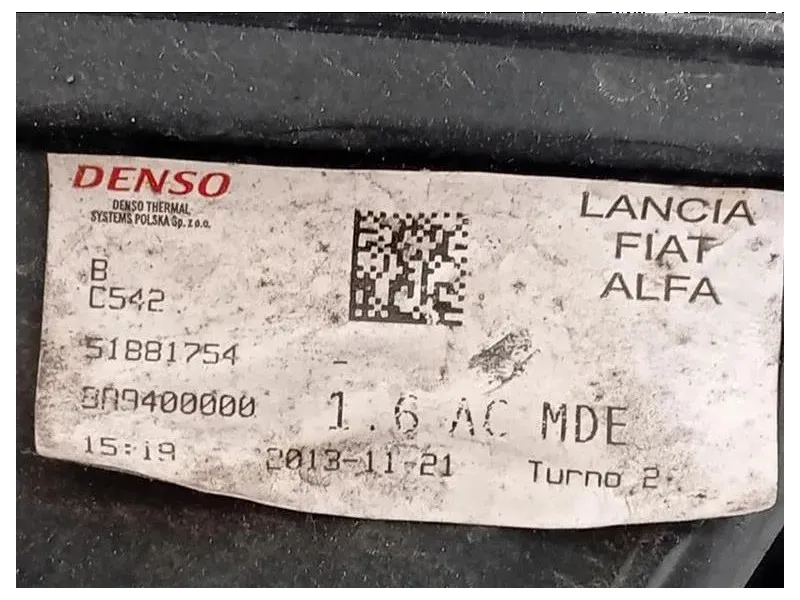 DENSO
DENSO THERMAL
SYSTEMS POLSKA Sp. z o.o.
LANCIA
FIAT
ALFA
B
C542
51881754
8A9400000
1.6 AC MDE
15:19
2013-11-21
Turno 2